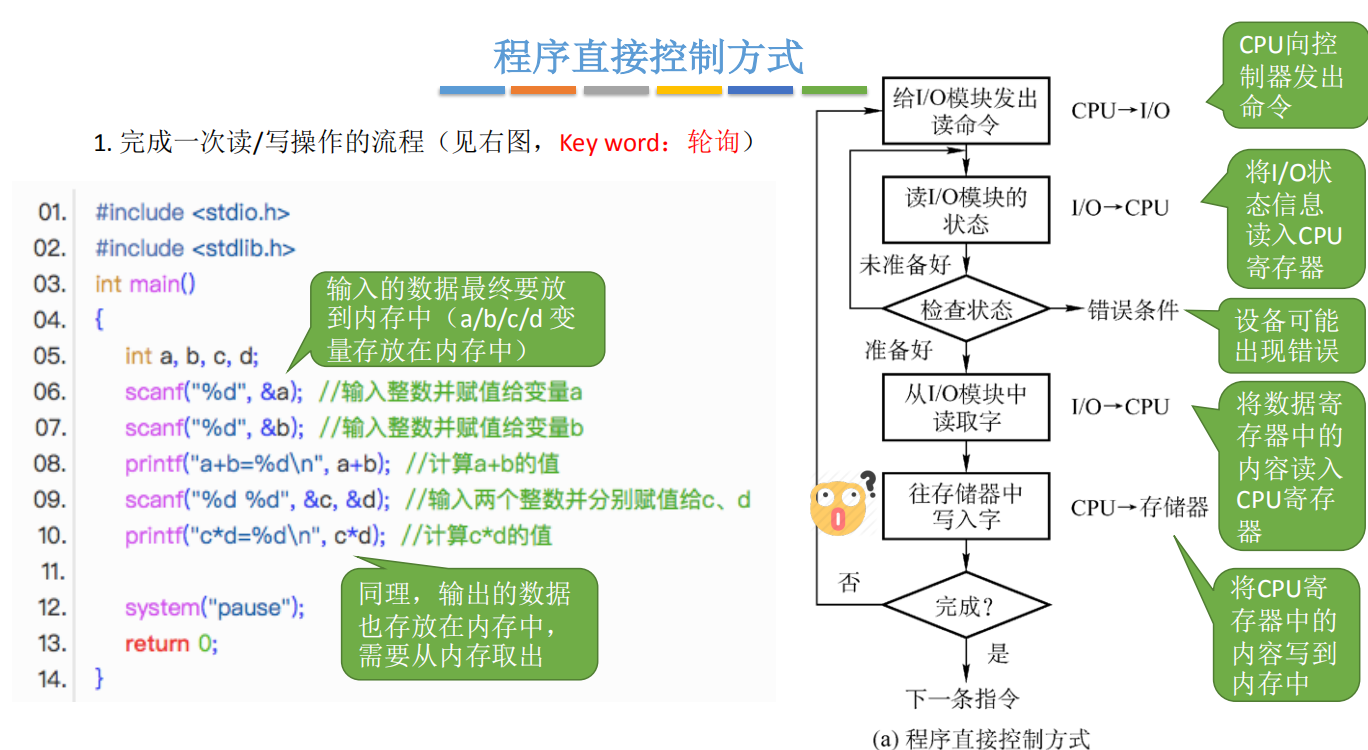 程序直接控制方式
1. 完成一次读/写操作的流程（见右图，Key word：轮询）
01. #include <stdio.h>
02. #include <stdlib.h>
03. int main()
04. {
05. int a, b, c, d;
06. scanf("%d", &a); //输入整数并赋值给变量a
07. scanf("%d", &b); //输入整数并赋值给变量b
08. printf("a+b=%d\n", a+b); //计算a+b的值
09. scanf("%d %d", &c, &d); //输入两个整数并分别赋值给c、d
10. printf("c*d=%d\n", c*d); //计算c*d的值
11.
12. system("pause");
13. return 0;
14. }
输入的数据最终要放
到内存中（a/b/c/d 变
量存放在内存中）
同理，输出的数据
也存放在内存中，
需要从内存取出
给I/O模块发出
读命令
CPU→I/O
CPU向控
制器发出
命令
读I/O模块的
状态
I/O→CPU
将I/O状
态信息
读入CPU
寄存器
未准备好
检查状态
错误条件
设备可能
出现错误
准备好
从I/O模块中
读取字
I/O→CPU
将数据寄
存器中的
内容读入
CPU寄存
器
往存储器中
写入字
CPU→存储器
将CPU寄
存器中的
内容写到
内存中
否
完成？
是
下一条指令
(a) 程序直接控制方式
?